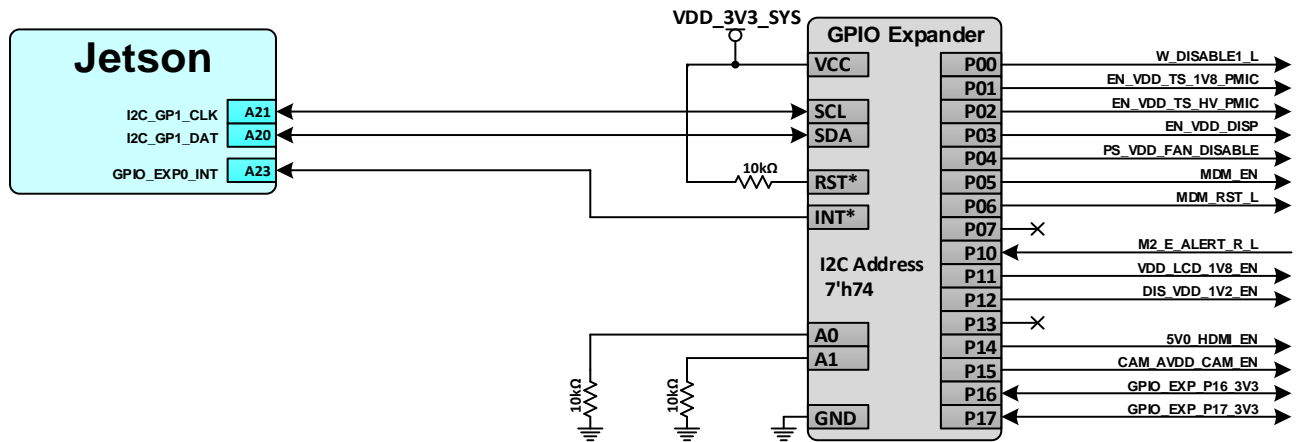 VDD_3V3_SYS
Jetson
I2C_GP1_CLK A21
I2C_GP1_DAT A20
GPIO_EXP0_INT A23
10kΩ
10kΩ
10kΩ
GPIO Expander
VCC
SCL
SDA
RST*
INT*
I2C Address
7'h74
A0
A1
GND
P00 W_DISABLE1_L
P01 EN_VDD_TS_1V8_PMIC
P02 EN_VDD_TS_HV_PMIC
P03 EN_VDD_DISP
P04 PS_VDD_FAN_DISABLE
P05 MDM_EN
P06 MDM_RST_L
P07
P10 M2_E_ALERT_R_L
P11 VDD_LCD_1V8_EN
P12 DIS_VDD_1V2_EN
P13
P14 5V0_HDMI_EN
P15 CAM_AVDD_CAM_EN
P16 GPIO_EXP_P16_3V3
P17 GPIO_EXP_P17_3V3